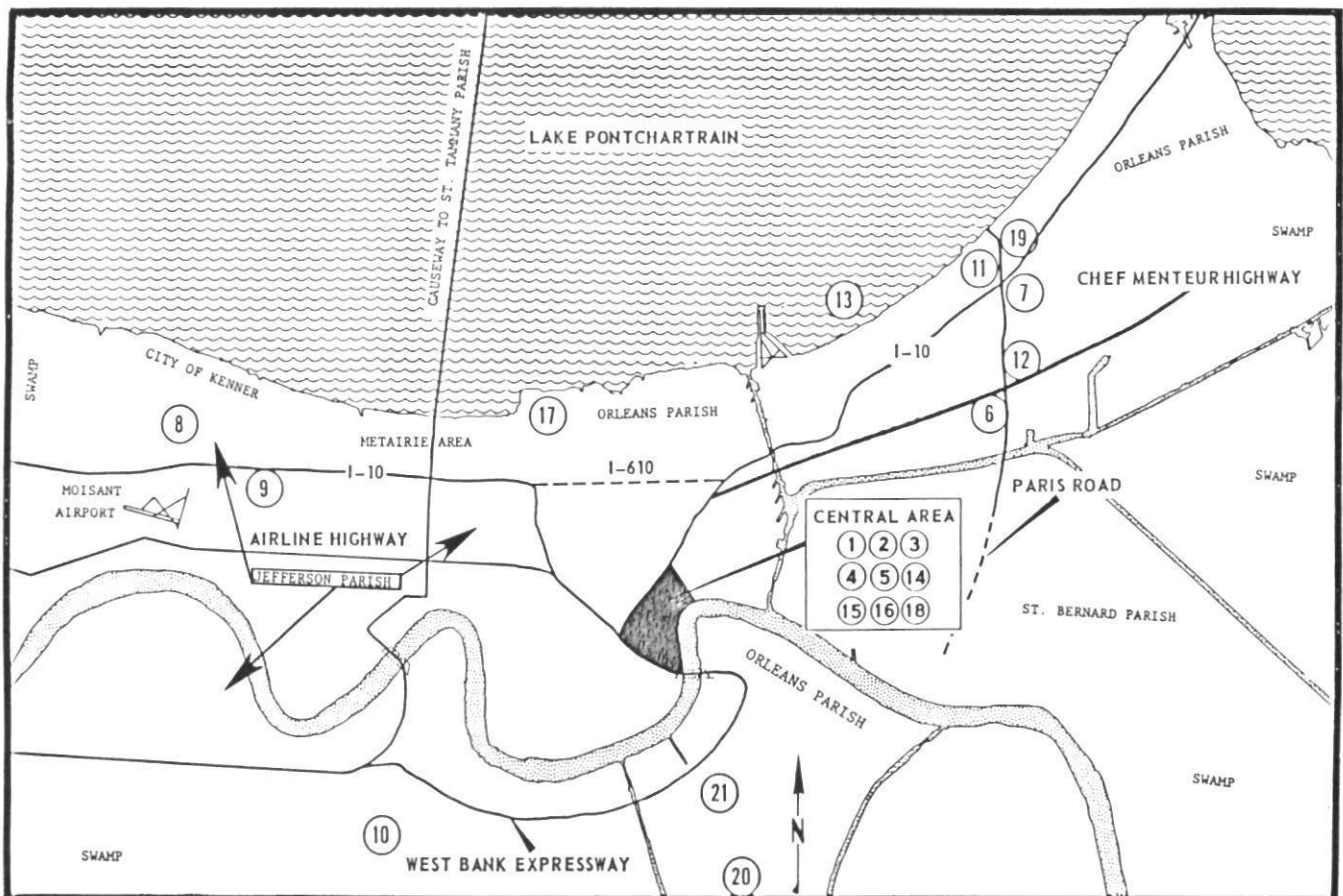 LAKE PONTCHARTRAIN
CAUSEWAY TO ST. TAMMANY PARISH
ORLEANS PARISH
SWAMP
19
11
7
CHEF MENTEUR HIGHWAY
13
I-10
12
6
SWAMP
CITY OF KENNER
17
ORLEANS PARISH
8
METAIRIE AREA
I-10
I-610
9
MOISANT
AIRPORT
AIRLINE HIGHWAY
JEFFERSON PARISH
CENTRAL AREA
1 2 3
4 5 14
15 16 18
PARIS ROAD
SWAMP
ST. BERNARD PARISH
ORLEANS PARISH
SWAMP
21
N
10
WEST BANK EXPRESSWAY
SWAMP
20